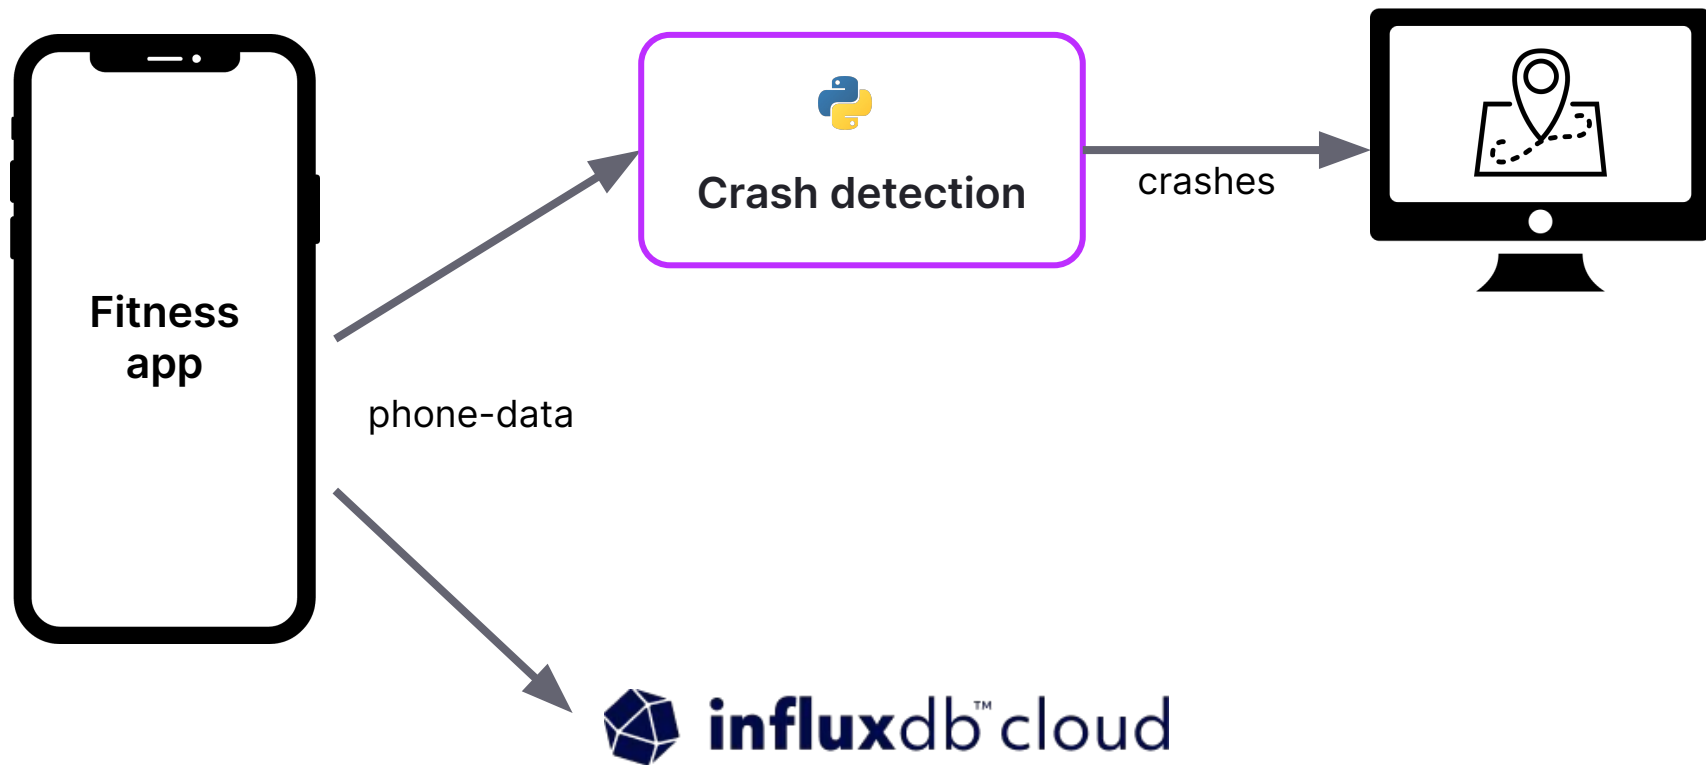 Fitness
app
phone-data
Crash detection
crashes
influxdb™ cloud